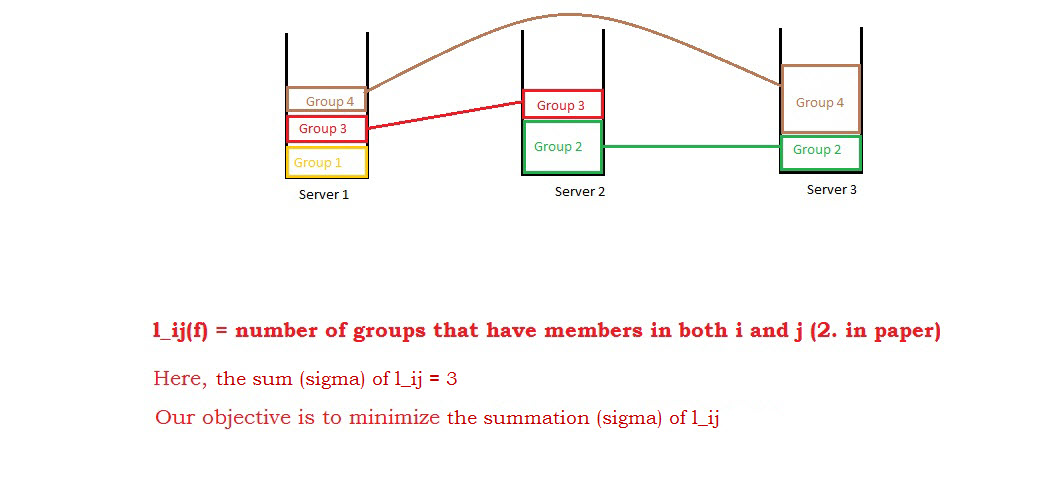 Group 4
Group 3
Group 1
Server 1
Group 3
Group 2
Server 2
Group 4
Group 2
Server 3
l_ij(f) = number of groups that have members in both i and j (2. in paper)
Here, the sum (sigma) of l_ij = 3
Our objective is to minimize the summation (sigma) of l_ij